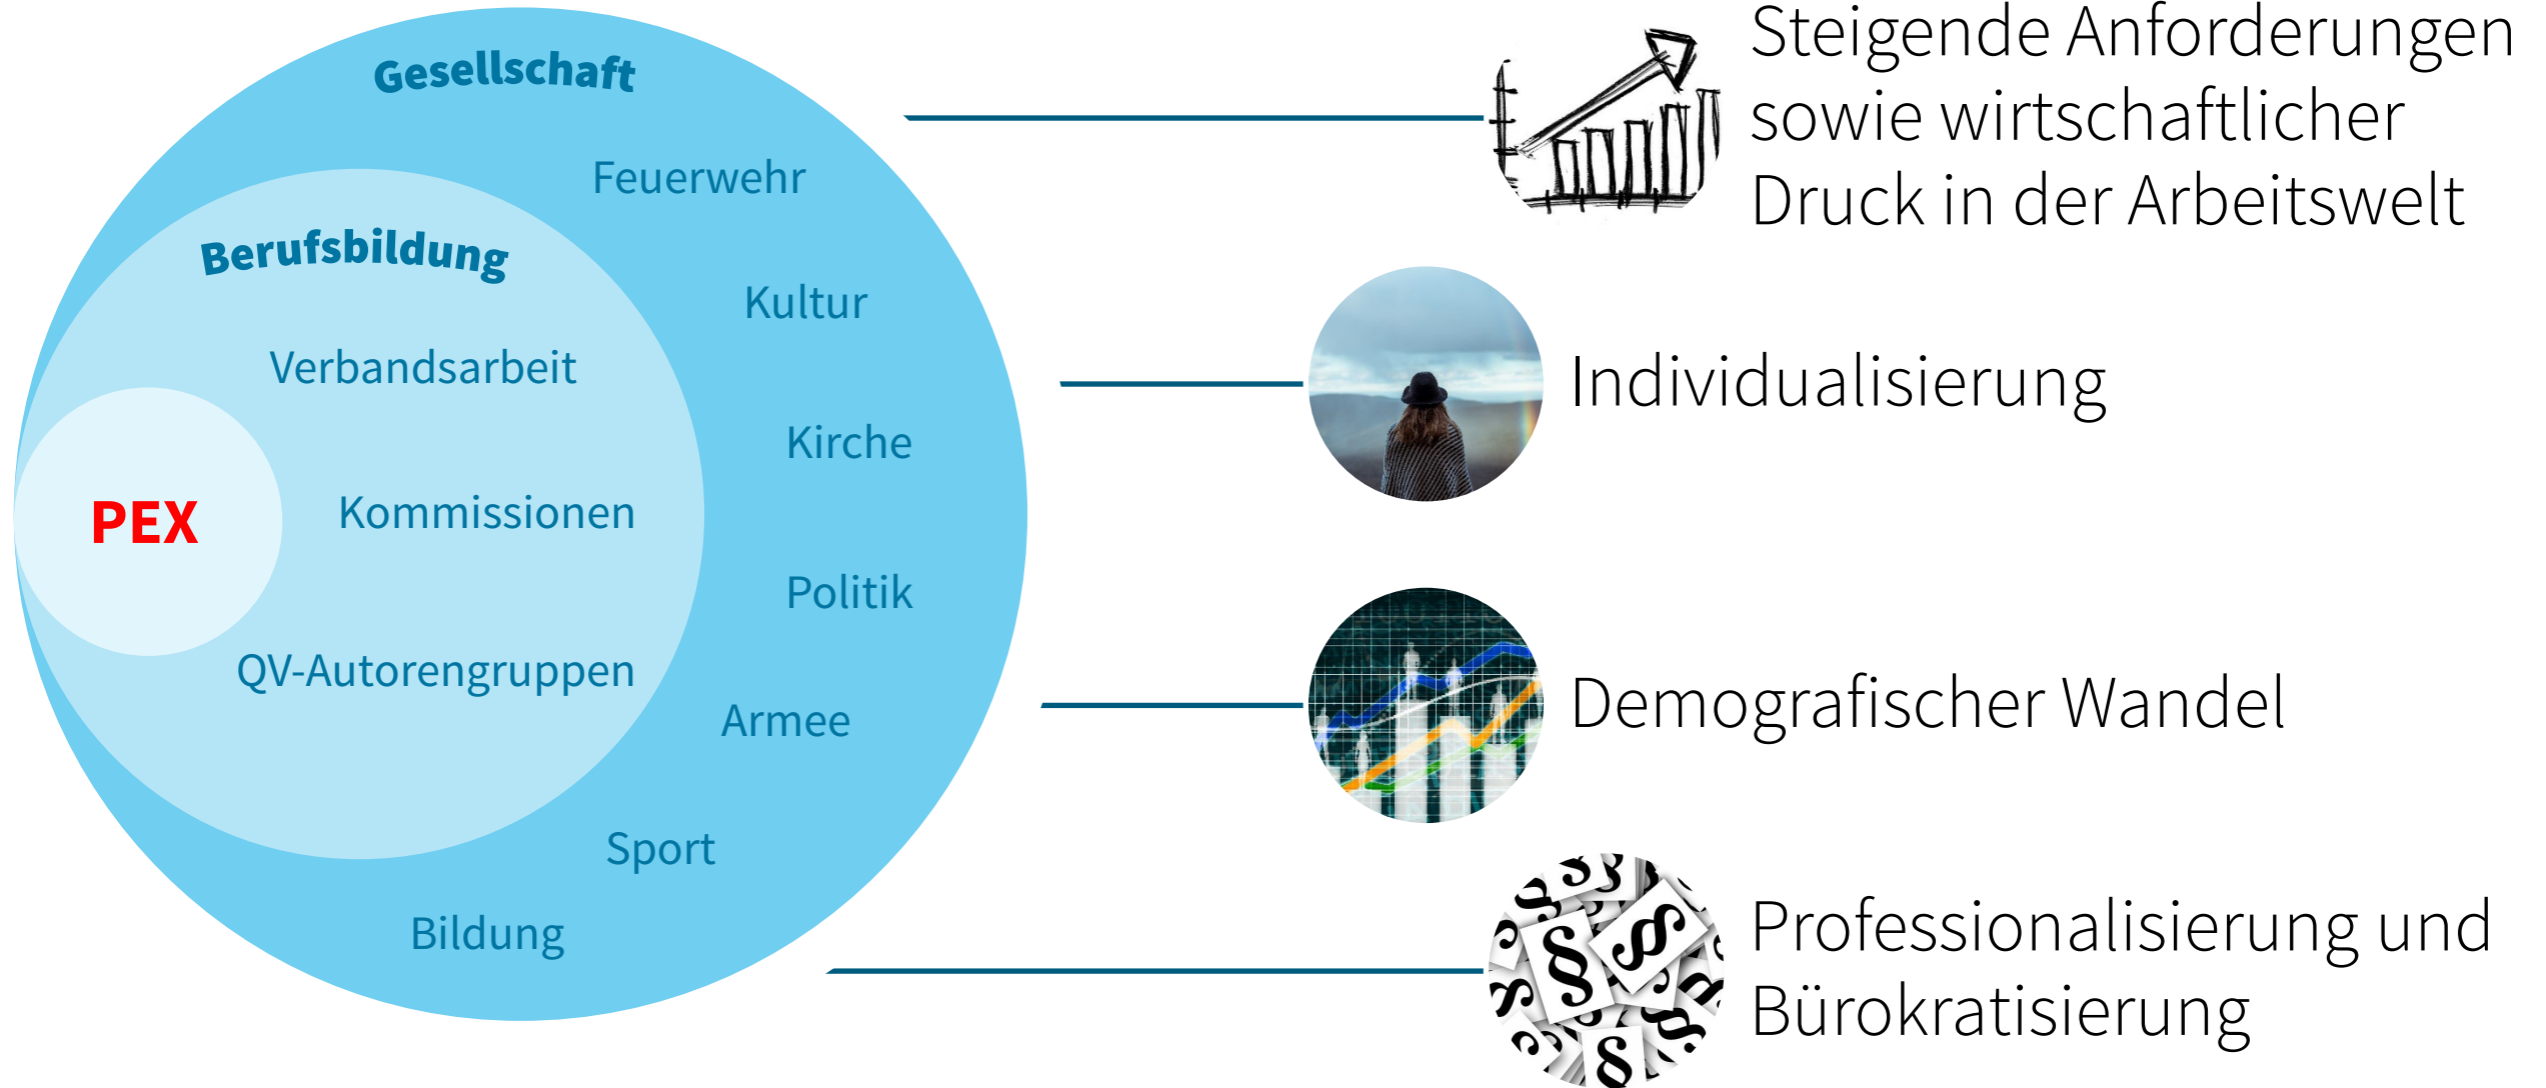 Gesellschaft
Feuerwehr
Kultur
Kirche
Politik
Armee
Sport
Bildung
Berufsbildung
Verbandsarbeit
Kommissionen
QV-Autorengruppen
PEX
Steigende Anforderungen
sowie wirtschaftlicher
Druck in der Arbeitswelt
Individualisierung
Demografischer Wandel
§ § § § §
Professionalisierung und
Bürokratisierung